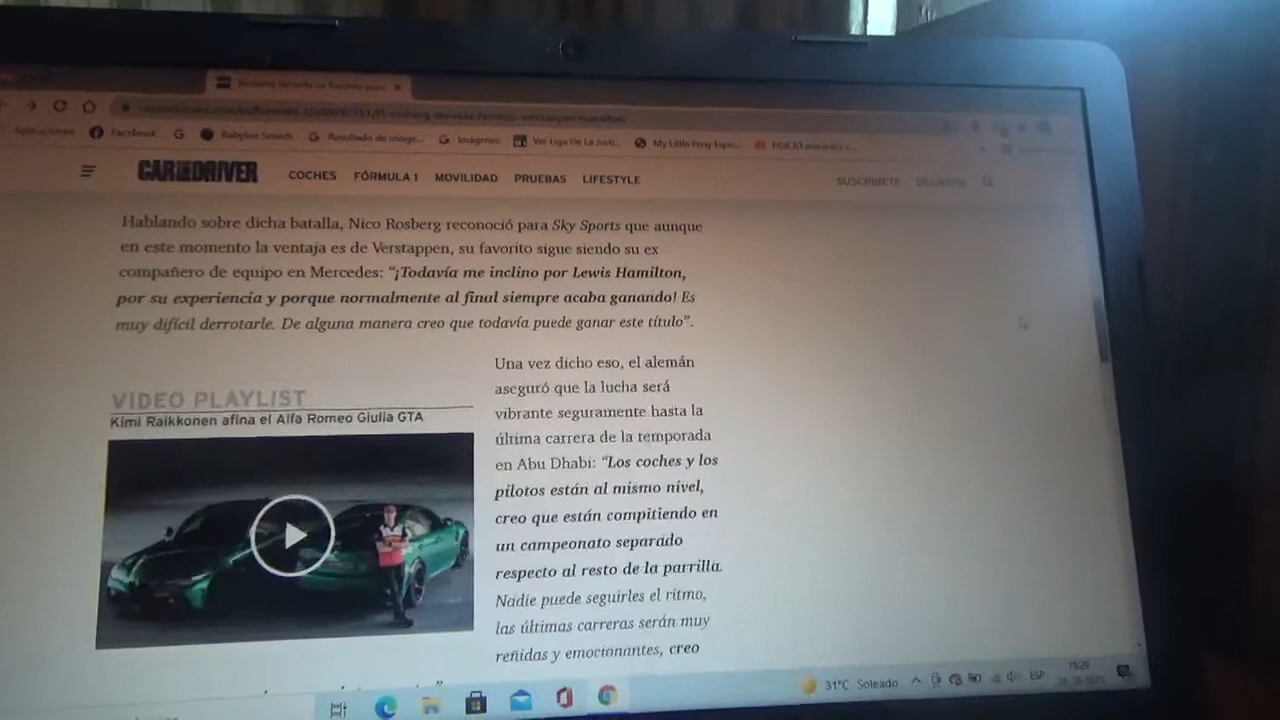 Facebook
G
Babylon Search
G Resultado de image...
G Imágenes
Ver Liga De La Justi...
My Little Pony Eque...
CAR AND DRIVER
COCHES FÓRMULA 1 MOVILIDAD PRUEBAS LIFESTYLE
SUSCRÍBETE
Hablando sobre dicha batalla, Nico Rosberg reconoció para Sky Sports que aunque
en este momento la ventaja es de Verstappen, su favorito sigue siendo su ex
compañero de equipo en Mercedes: “¡Todavía me inclino por Lewis Hamilton,
por su experiencia y porque normalmente al final siempre acaba ganando! Es
muy difícil derrotarle. De alguna manera creo que todavía puede ganar este título”.
VIDEO PLAYLIST
Kimi Raikkonen afina el Alfa Romeo Giulia GTA
Una vez dicho eso, el alemán
aseguró que la lucha será
vibrante seguramente hasta la
última carrera de la temporada
en Abu Dhabi: “Los coches y los
pilotos están al mismo nivel,
creo que están compitiendo en
un campeonato separado
respecto al resto de la parrilla.
Nadie puede seguirles el ritmo,
las últimas carreras serán muy
reñidas y emocionantes, creo
31°C Soleado
ESP